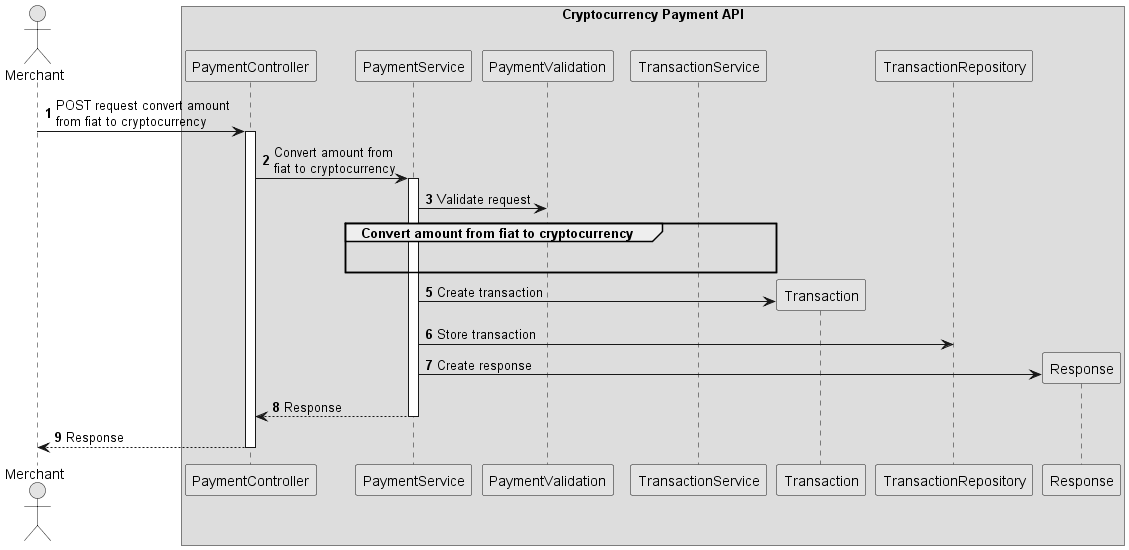 Cryptocurrency Payment API
Merchant
PaymentController
PaymentService
PaymentValidation
TransactionService
TransactionRepository
1 POST request convert amount
from fiat to cryptocurrency
2 Convert amount from
fiat to cryptocurrency
3 Validate request
Convert amount from fiat to cryptocurrency
5 Create transaction
Transaction
6 Store transaction
7 Create response
Response
8 Response
9 Response
Merchant
PaymentController
PaymentService
PaymentValidation
TransactionService
Transaction
TransactionRepository
Response